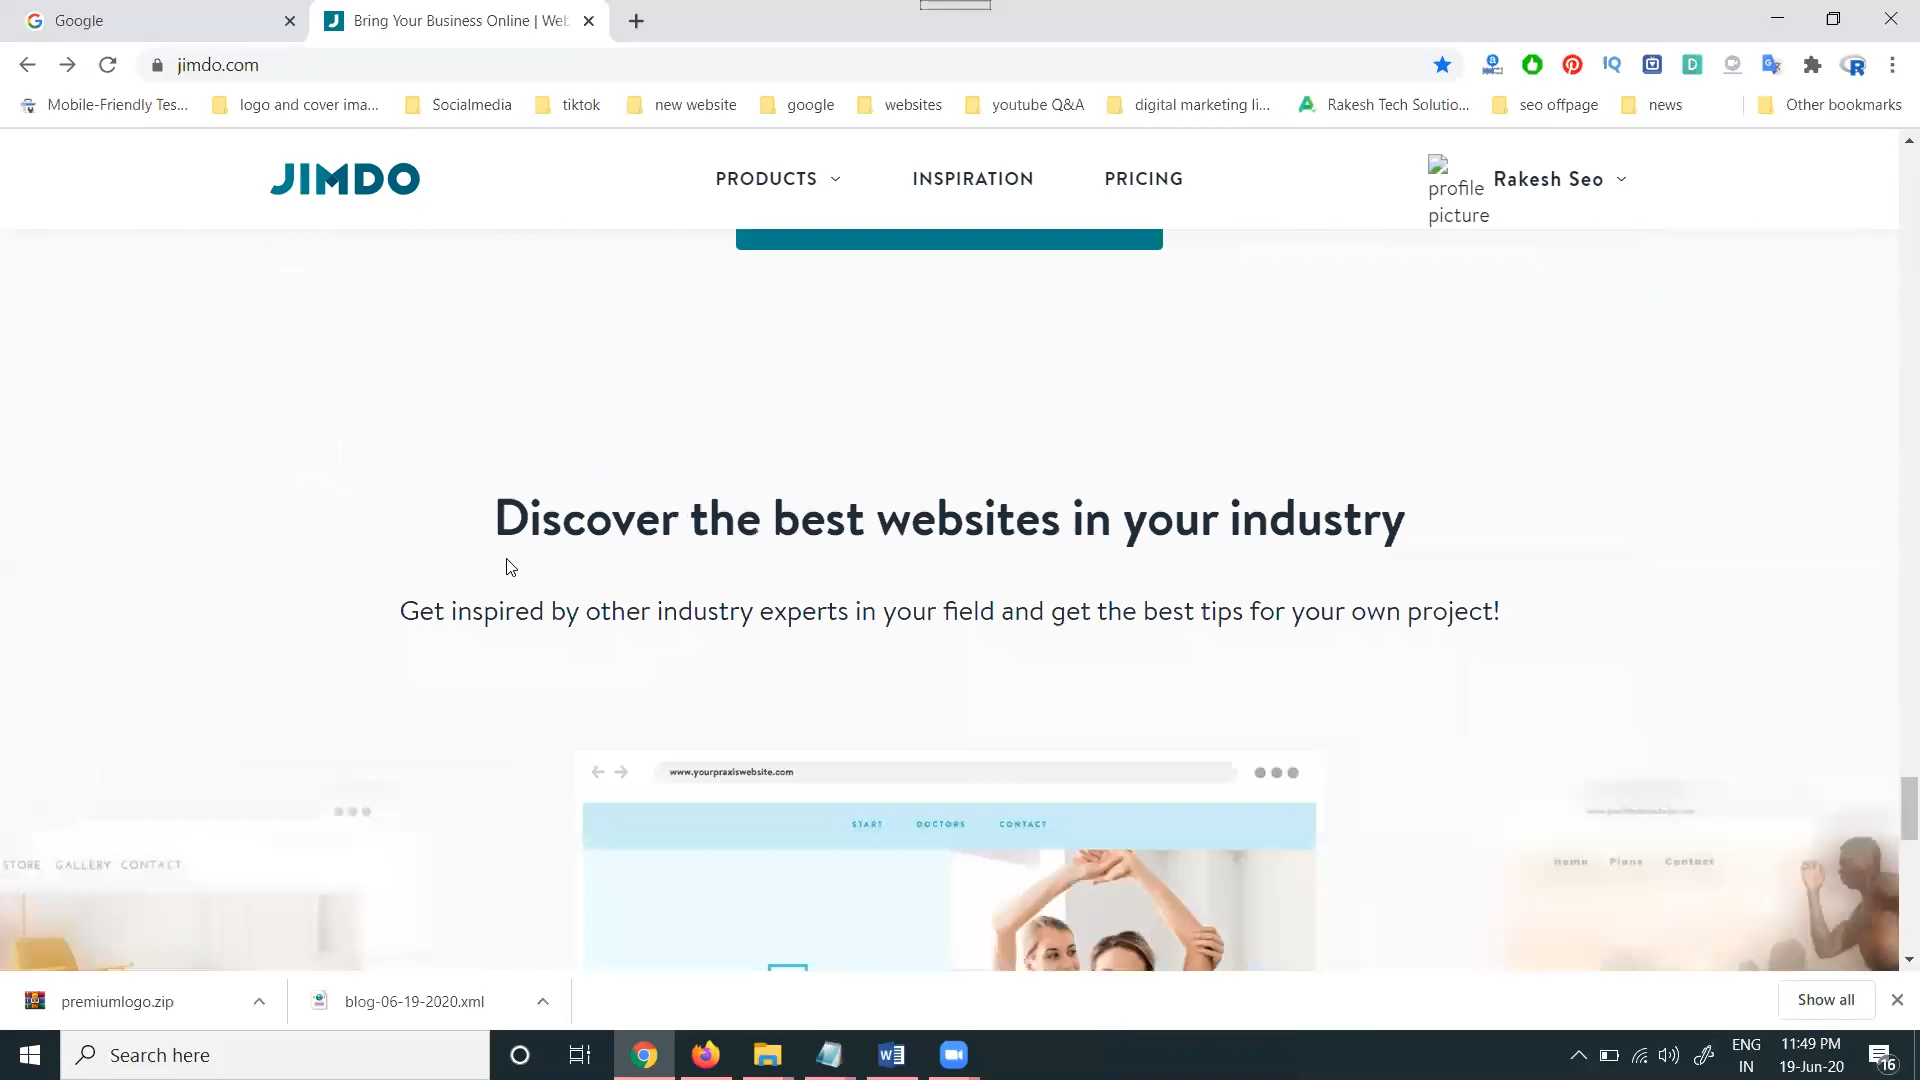 Google
Bring Your Business Online | Web
jimdo.com
Mobile-Friendly Tes...
logo and cover ima...
Socialmedia
tiktok
new website
google
websites
youtube Q&A
digital marketing li...
Rakesh Tech Solutio...
seo offpage
news
Other bookmarks
JIMDO
PRODUCTS
INSPIRATION
PRICING
profile
picture
Rakesh Seo
Discover the best websites in your industry
Get inspired by other industry experts in your field and get the best tips for your own project!
www.yourpraxiswebsite.com
START DOCTORS CONTACT
STORE GALLERY CONTACT
Home Plans Contact
premiumlogo.zip
blog-06-19-2020.xml
Show all
Search here
ENG
IN
11:49 PM
19-Jun-20
16